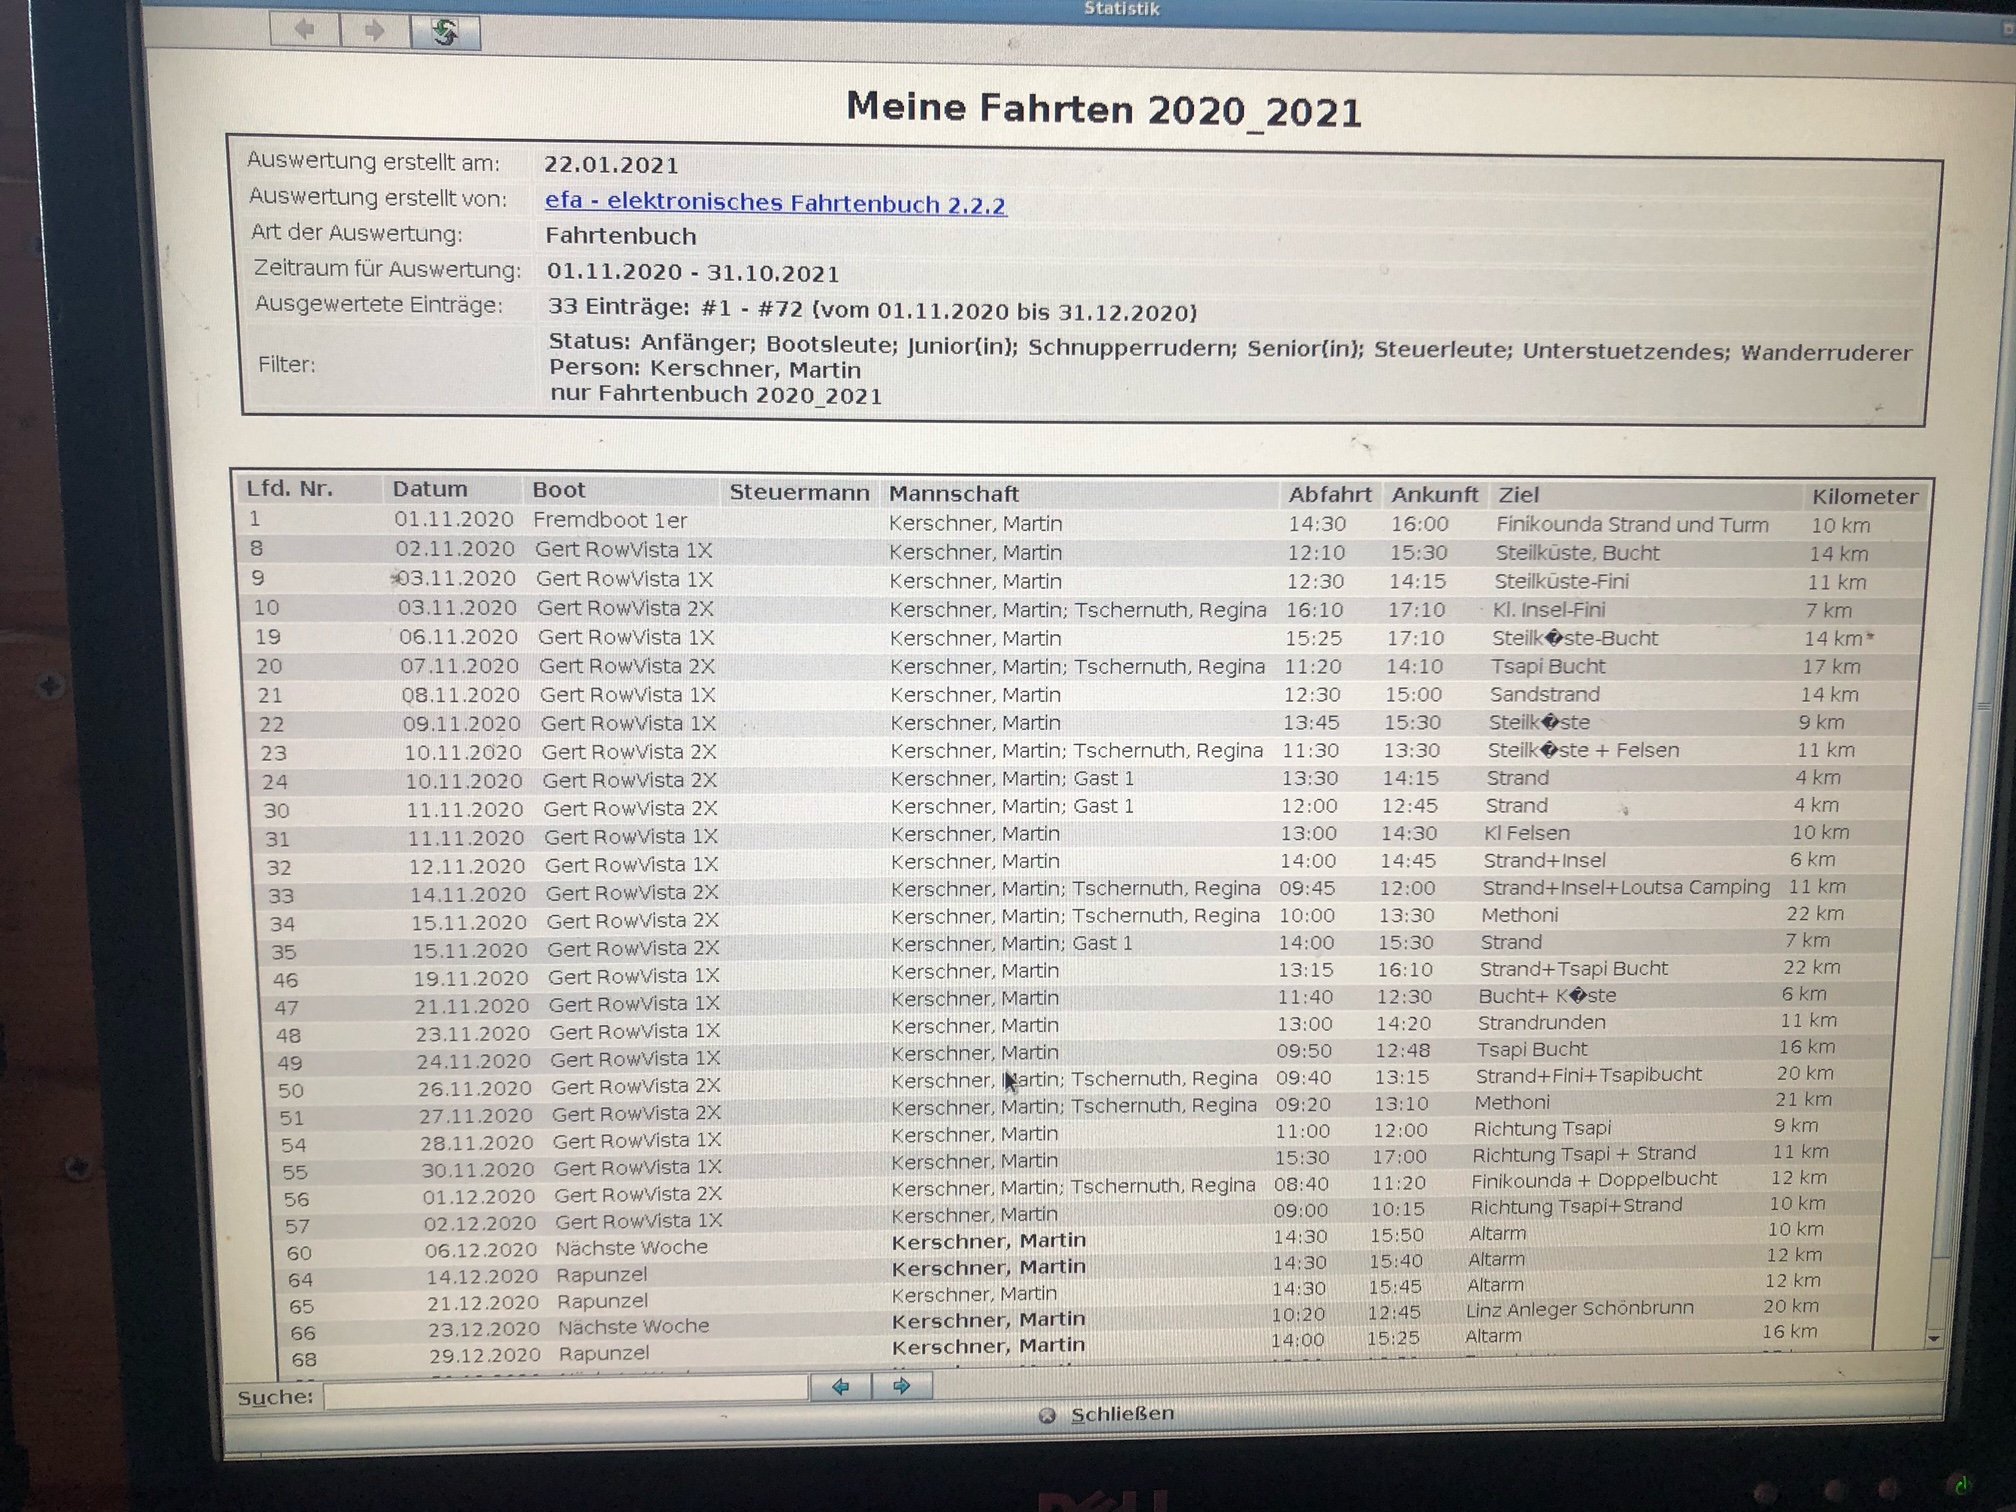 Statistik
Meine Fahrten 2020_2021
Auswertung erstellt am: 22.01.2021
Auswertung erstellt von: efa - elektronisches Fahrtenbuch 2.2.2
Art der Auswertung: Fahrtenbuch
Zeitraum für Auswertung: 01.11.2020 - 31.10.2021
Ausgewertete Einträge: 33 Einträge: #1 - #72 (vom 01.11.2020 bis 31.12.2020)
Filter: Status: Anfänger; Bootsleute; Junior(in); Schnupperrudern; Senior(in); Steuerleute; Unterstuetzendes; Wanderruderer
Person: Kerschner, Martin
nur Fahrtenbuch 2020_2021
Lfd. Nr. Datum Boot Steuermann Mannschaft Abfahrt Ankunft Ziel Kilometer
1 01.11.2020 Fremdboot 1er Kerschner, Martin 14:30 16:00 Finikounda Strand und Turm 10 km
8 02.11.2020 Gert RowVista 1X Kerschner, Martin 12:10 15:30 Steilküste, Bucht 14 km
9 03.11.2020 Gert RowVista 1X Kerschner, Martin 12:30 14:15 Steilküste-Fini 11 km
10 03.11.2020 Gert RowVista 2X Kerschner, Martin; Tschernuth, Regina 16:10 17:10 Kl. Insel-Fini 7 km
19 06.11.2020 Gert RowVista 1X Kerschner, Martin 15:25 17:10 Steilk�ste-Bucht 14 km*
20 07.11.2020 Gert RowVista 2X Kerschner, Martin; Tschernuth, Regina 11:20 14:10 Tsapi Bucht 17 km
21 08.11.2020 Gert RowVista 1X Kerschner, Martin 12:30 15:00 Sandstrand 14 km
22 09.11.2020 Gert RowVista 1X Kerschner, Martin 13:45 15:30 Steilk�ste 9 km
23 10.11.2020 Gert RowVista 2X Kerschner, Martin; Tschernuth, Regina 11:30 13:30 Steilk�ste + Felsen 11 km
24 10.11.2020 Gert RowVista 2X Kerschner, Martin; Gast 1 13:30 14:15 Strand 4 km
30 11.11.2020 Gert RowVista 2X Kerschner, Martin; Gast 1 12:00 12:45 Strand 4 km
31 11.11.2020 Gert RowVista 1X Kerschner, Martin 13:00 14:30 Kl Felsen 10 km
32 12.11.2020 Gert RowVista 1X Kerschner, Martin 14:00 14:45 Strand+Insel 6 km
33 14.11.2020 Gert RowVista 2X Kerschner, Martin; Tschernuth, Regina 09:45 12:00 Strand+Insel+Loutsa Camping 11 km
34 15.11.2020 Gert RowVista 2X Kerschner, Martin; Tschernuth, Regina 10:00 13:30 Methoni 22 km
35 15.11.2020 Gert RowVista 2X Kerschner, Martin; Gast 1 14:00 15:30 Strand 7 km
46 19.11.2020 Gert RowVista 1X Kerschner, Martin 13:15 16:10 Strand+Tsapi Bucht 22 km
47 21.11.2020 Gert RowVista 1X Kerschner, Martin 11:40 12:30 Bucht+ K�ste 6 km
48 23.11.2020 Gert RowVista 1X Kerschner, Martin 13:00 14:20 Strandrunden 11 km
49 24.11.2020 Gert RowVista 1X Kerschner, Martin 09:50 12:48 Tsapi Bucht 16 km
50 26.11.2020 Gert RowVista 2X Kerschner, Martin; Tschernuth, Regina 09:40 13:15 Strand+Fini+Tsapibucht 20 km
51 27.11.2020 Gert RowVista 2X Kerschner, Martin; Tschernuth, Regina 09:20 13:10 Methoni 21 km
54 28.11.2020 Gert RowVista 1X Kerschner, Martin 11:00 12:00 Richtung Tsapi 9 km
55 30.11.2020 Gert RowVista 1X Kerschner, Martin 15:30 17:00 Richtung Tsapi + Strand 11 km
56 01.12.2020 Gert RowVista 2X Kerschner, Martin; Tschernuth, Regina 08:40 11:20 Finikounda + Doppelbucht 12 km
57 02.12.2020 Gert RowVista 1X Kerschner, Martin 09:00 10:15 Richtung Tsapi+Strand 10 km
60 06.12.2020 Nächste Woche Kerschner, Martin 14:30 15:50 Altarm 10 km
64 14.12.2020 Rapunzel Kerschner, Martin 14:30 15:40 Altarm 12 km
65 21.12.2020 Rapunzel Kerschner, Martin 14:30 15:45 Altarm 12 km
66 23.12.2020 Nächste Woche Kerschner, Martin 10:20 12:45 Linz Anleger Schönbrunn 20 km
68 29.12.2020 Rapunzel Kerschner, Martin 14:00 15:25 Altarm 16 km
Suche:
Schließen
DELL